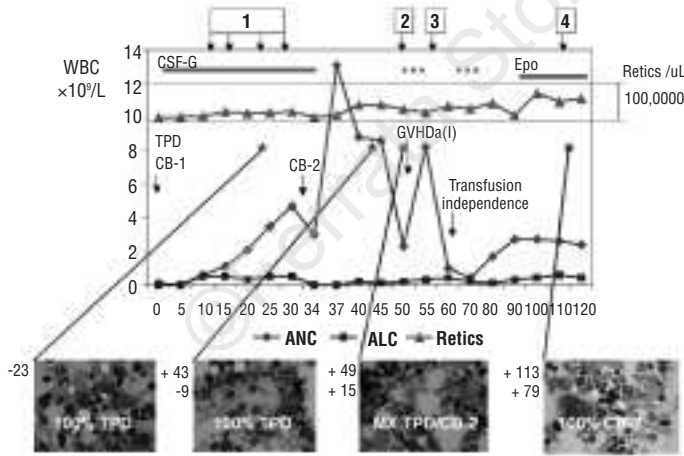 1 2 3 4
14
WBC
×10⁹/L
CSF-G
Epo
Retics /uL
12
100,0000
10
GVHDa(I)
8
TPD
CB-1
CB-2
6
Transfusion
independence
4
2
0
0 5 10 15 20 25 30 34 37 40 45 50 55 60 70 80 90 100 110 120
ANC ALC Retics
-23
+ 43
-9
+ 49
+ 15
+ 113
+ 79
100% TPD
100% TPD
MX TPD/CB-2
100%